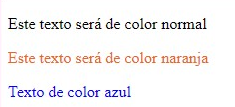 Este texto será de color normal
Este texto será de color naranja
Texto de color azul